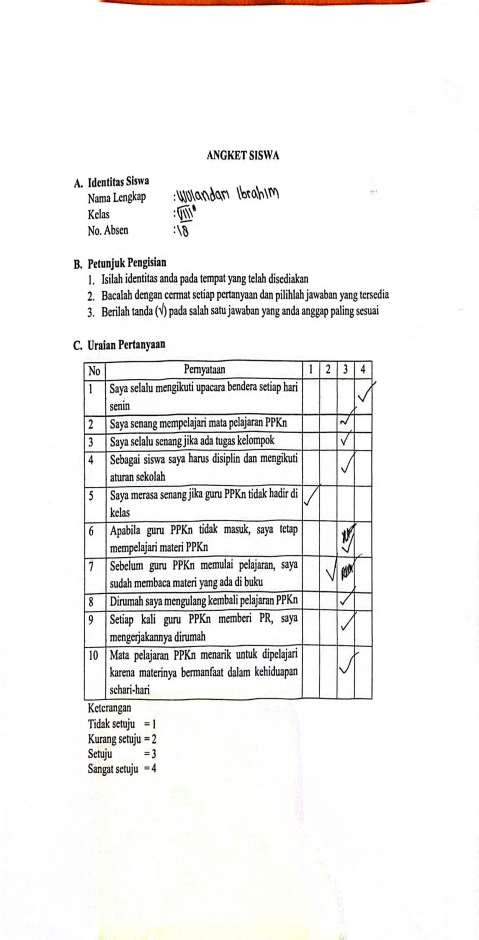 ANGKET SISWA
A. Identitas Siswa
Nama Lengkap : Wulandari Ibrahim
Kelas : VIII
No. Absen : 18
B. Petunjuk Pengisian
1. Isilah identitas anda pada tempat yang telah disediakan
2. Bacalah dengan cermat setiap pertanyaan dan pilihlah jawaban yang tersedia
3. Berilah tanda (√) pada salah satu jawaban yang anda anggap paling sesuai
C. Uraian Pertanyaan
No Pernyataan 1 2 3 4
1 Saya selalu mengikuti upacara bendera setiap hari ✓
senin
2 Saya senang mempelajari mata pelajaran PPKn ✓
3 Saya selalu senang jika ada tugas kelompok ✓
4 Sebagai siswa saya harus disiplin dan mengikuti ✓
aturan sekolah
5 Saya merasa senang jika guru PPKn tidak hadir di ✓
kelas
6 Apabila guru PPKn tidak masuk, saya tetap
mempelajari materi PPKn ✓
7 Sebelum guru PPKn memulai pelajaran, saya ✓
sudah membaca materi yang ada di buku
8 Dirumah saya mengulang kembali pelajaran PPKn ✓
9 Setiap kali guru PPKn memberi PR, saya ✓
mengerjakannya dirumah
10 Mata pelajaran PPKn menarik untuk dipelajari
karena materinya bermanfaat dalam kehiduapan ✓
sehari-hari
Keterangan
Tidak setuju = 1
Kurang setuju = 2
Setuju = 3
Sangat setuju = 4